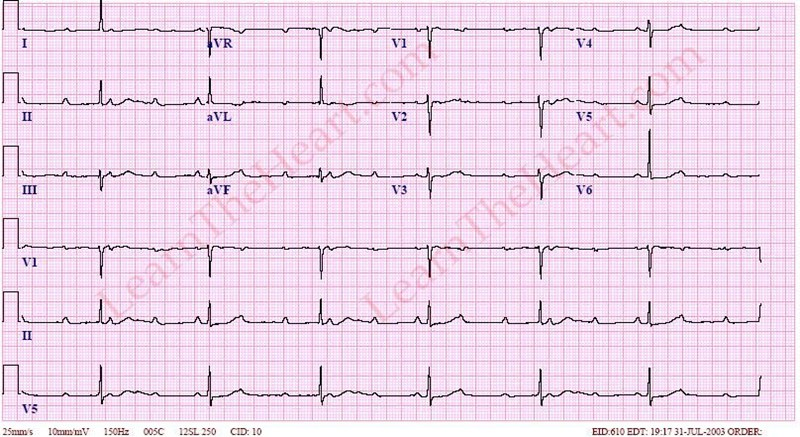 I aVR V1 V4
II aVL V2 V5
III aVF V3 V6
V1
II
V5
LearnTheHeart.com
LearnTheHeart.com
25mm/s 10mm/mV 150Hz 005C 12SL 250 CID: 10 EID:610 EDT: 19:17 31-JUL-2003 ORDER: